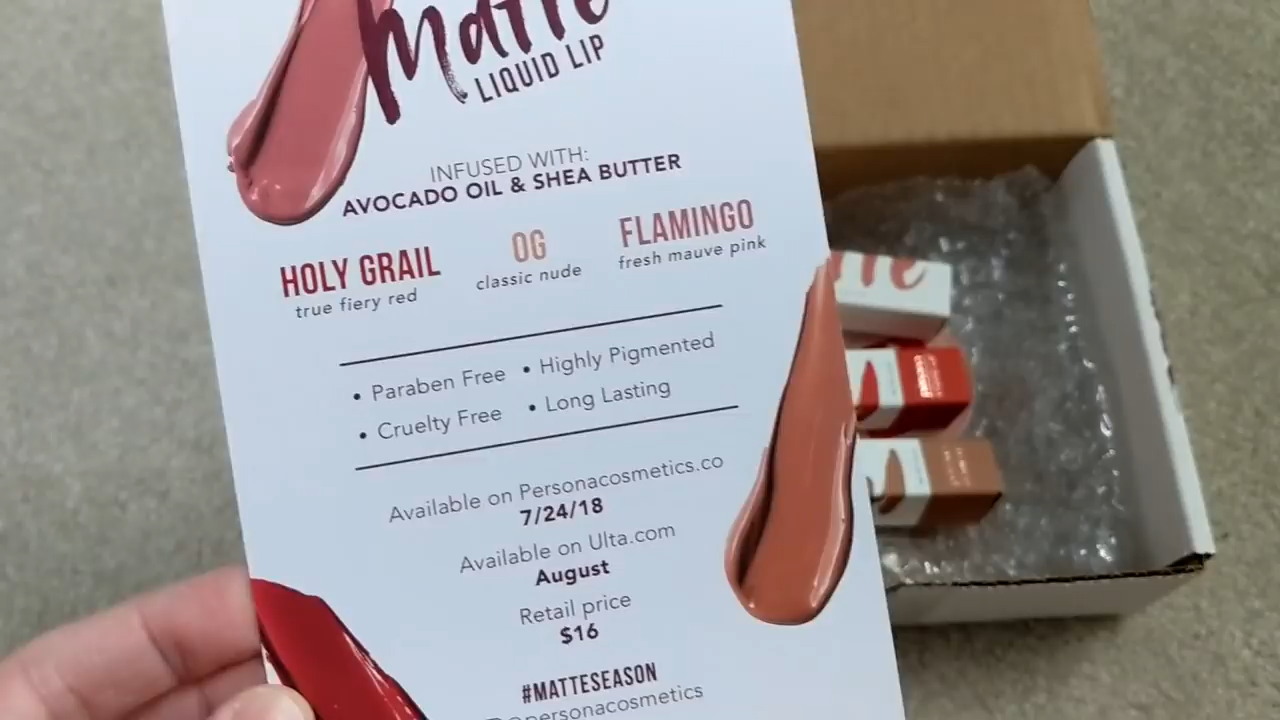 Matte
LIQUID LIP
INFUSED WITH:
AVOCADO OIL & SHEA BUTTER
HOLY GRAIL
true fiery red
OG
classic nude
FLAMINGO
fresh mauve pink
• Paraben Free • Highly Pigmented
• Cruelty Free • Long Lasting
Available on Personacosmetics.co
7/24/18
Available on Ulta.com
August
Retail price
$16
#MATTESEASON
@personacosmetics